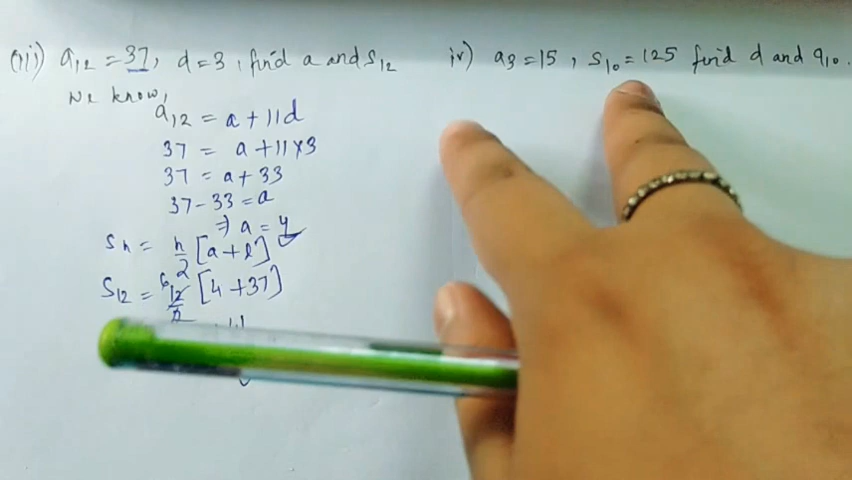 (iii) a₁₂ = 37, d = 3, find a and S₁₂
We know,
a₁₂ = a + 11d
37 = a + 11 × 3
37 = a + 33
37 - 33 = a
⇒ a = 4
Sₙ = n/2 [a + l]
S₁₂ = 6 12/2 [4 + 37]
iv) a₃ = 15, S₁₀ = 125 find d and a₁₀.